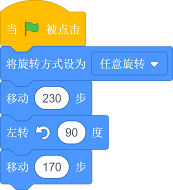 当 被点击
将旋转方式设为 任意旋转
移动 230 步
左转 90 度
移动 170 步